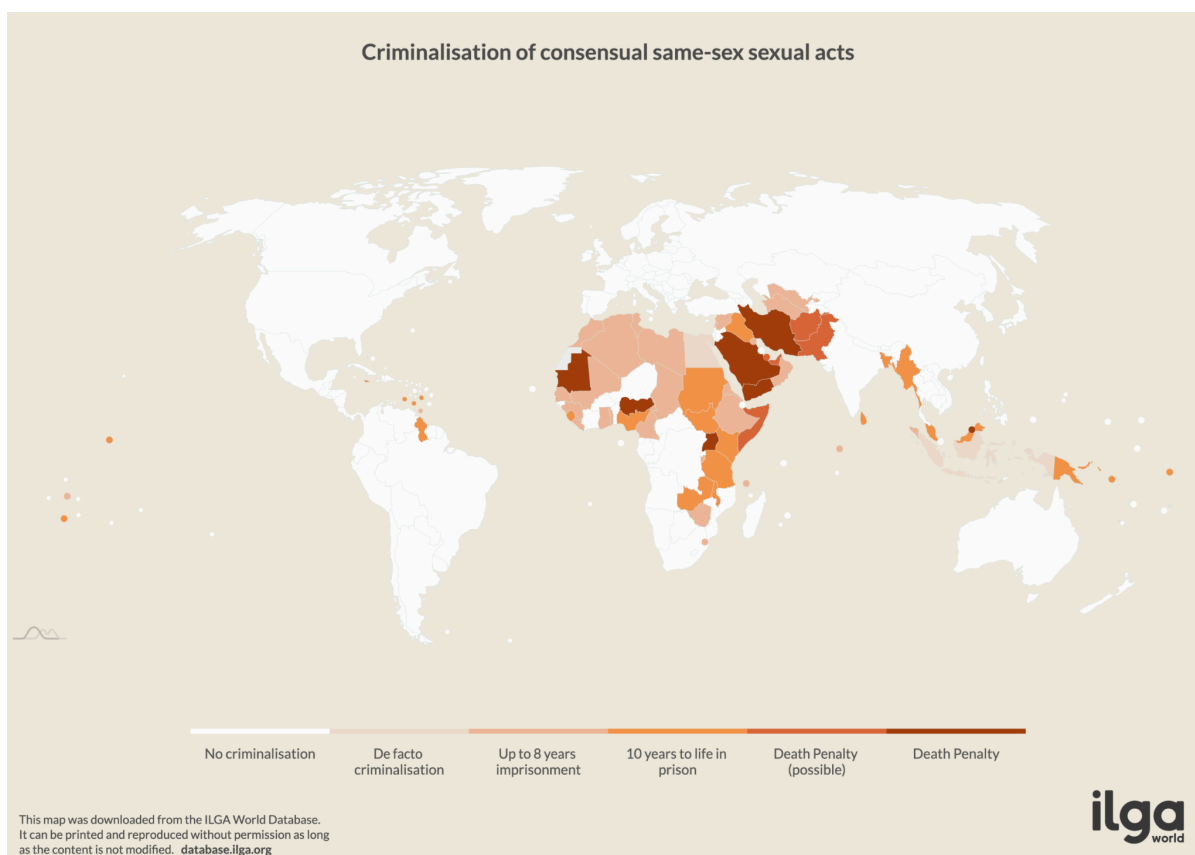 Criminalisation of consensual same-sex sexual acts
No criminalisation
De facto
criminalisation
Up to 8 years
imprisonment
10 years to life in
prison
Death Penalty
(possible)
Death Penalty
This map was downloaded from the ILGA World Database.
It can be printed and reproduced without permission as long
as the content is not modified. database.ilga.org
ilga
world